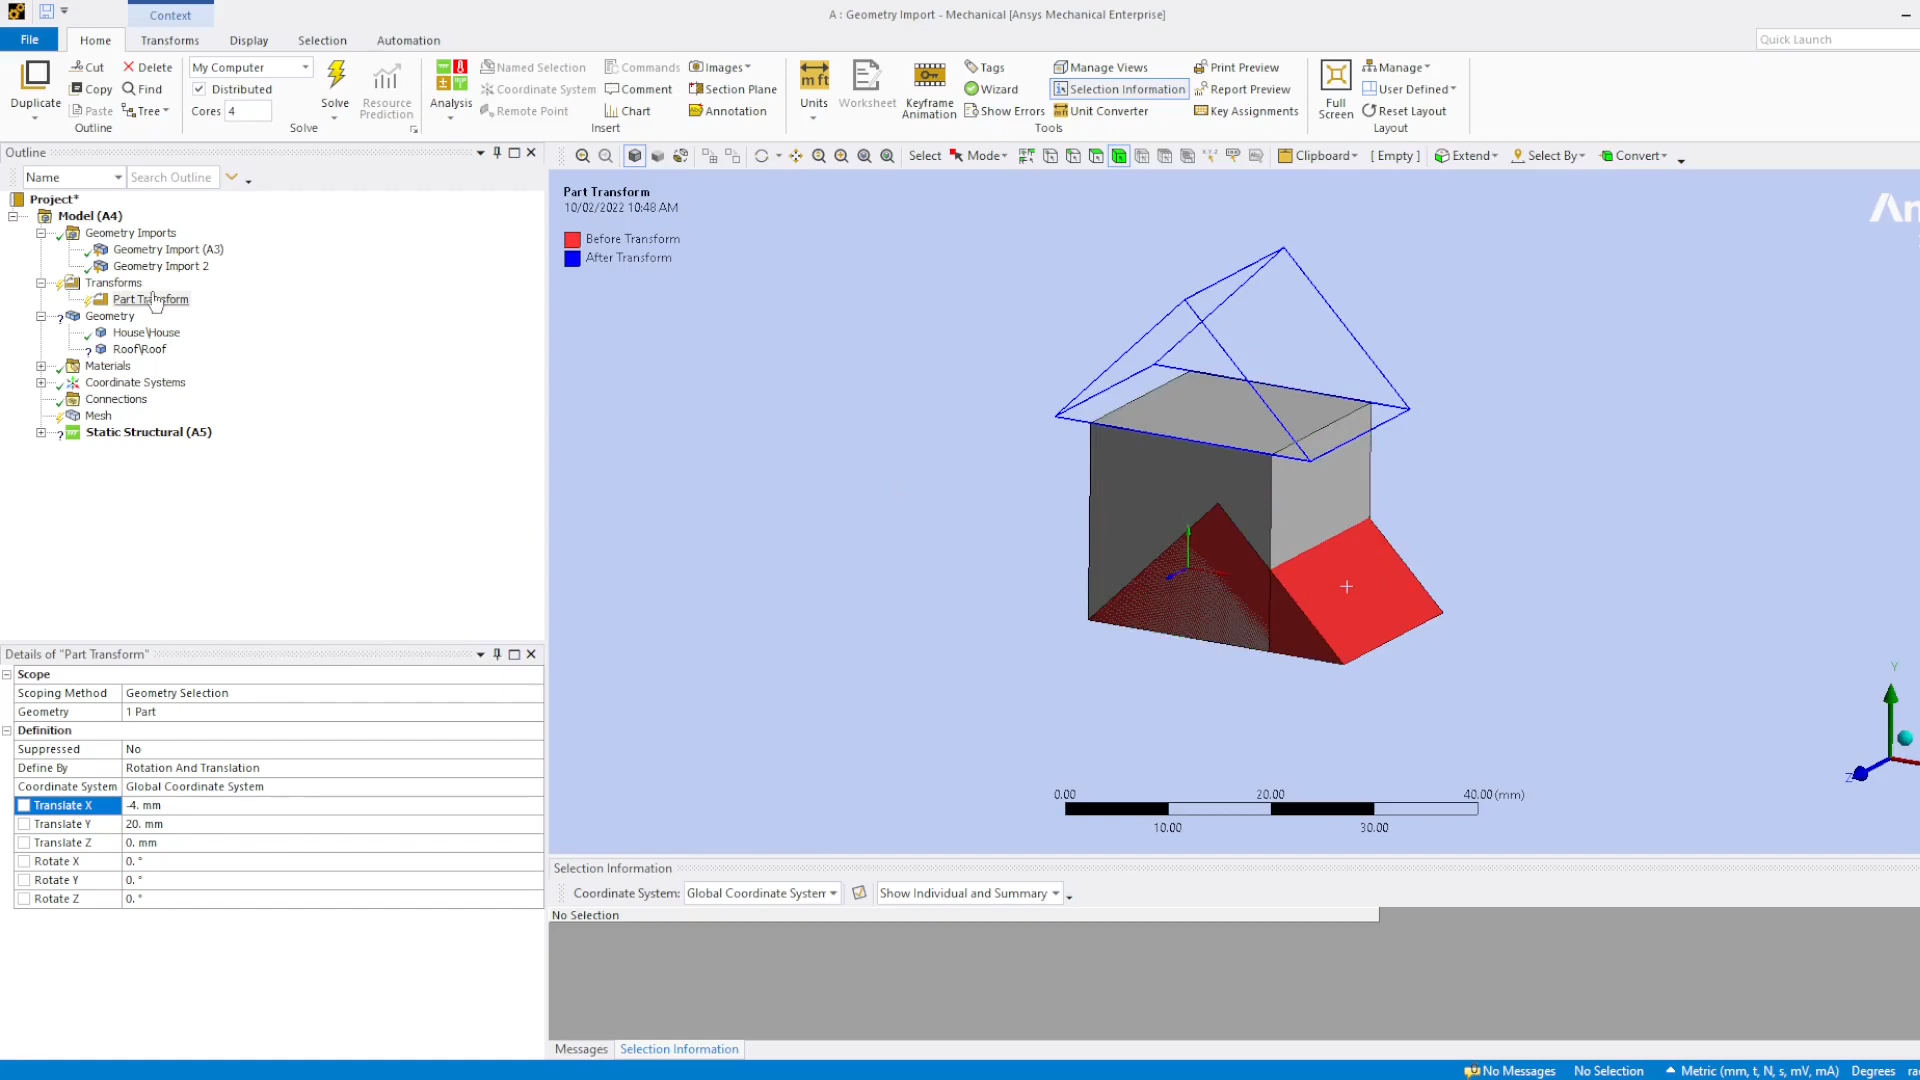 Context
A : Geometry Import - Mechanical [Ansys Mechanical Enterprise]
File
Home
Transforms
Display
Selection
Automation
Quick Launch
Duplicate
Cut
Delete
Copy
Find
Paste
Tree
Outline
My Computer
Distributed
Cores 4
Solve
Resource
Prediction
Solve
Analysis
Named Selection
Commands
Images
Coordinate System
Comment
Section Plane
Remote Point
Chart
Annotation
Insert
Units
Worksheet
Keyframe
Animation
Tags
Wizard
Show Errors
Manage Views
Selection Information
Unit Converter
Print Preview
Report Preview
Key Assignments
Tools
Full
Screen
Manage
User Defined
Reset Layout
Layout
Outline
Name
Search Outline
Project*
Model (A4)
Geometry Imports
Geometry Import (A3)
Geometry Import 2
Transforms
Part Transform
Geometry
House\House
Roof\Roof
Materials
Coordinate Systems
Connections
Mesh
Static Structural (A5)
Select
Mode
Clipboard
[ Empty ]
Extend
Select By
Convert
Part Transform
10/02/2022 10:48 AM
Before Transform
After Transform
Y
Z
0.00
20.00
40.00 (mm)
10.00
30.00
Details of "Part Transform"
Scope
Scoping Method Geometry Selection
Geometry 1 Part
Definition
Suppressed No
Define By Rotation And Translation
Coordinate System Global Coordinate System
Translate X -4. mm
Translate Y 20. mm
Translate Z 0. mm
Rotate X 0. °
Rotate Y 0. °
Rotate Z 0. °
Selection Information
Coordinate System: Global Coordinate System
Show Individual and Summary
No Selection
Messages
Selection Information
No Messages
No Selection
Metric (mm, t, N, s, mV, mA)
Degrees